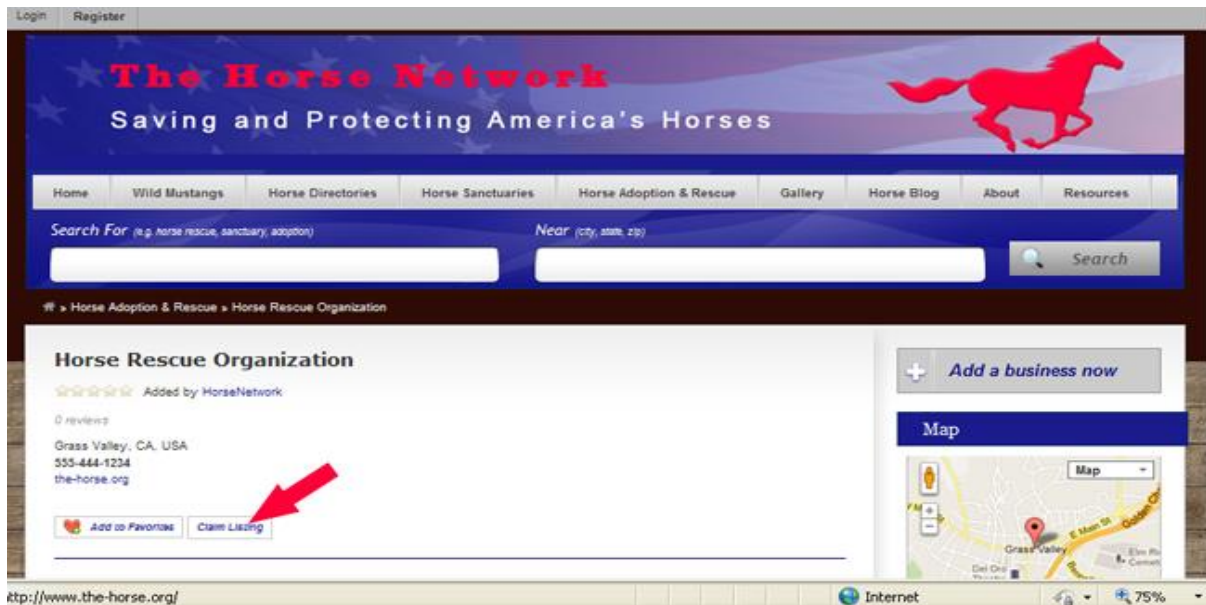 Login Register
The Horse Network
Saving and Protecting America's Horses
Home Wild Mustangs Horse Directories Horse Sanctuaries Horse Adoption & Rescue Gallery Horse Blog About Resources
Search For (e.g. horse rescue, sanctuary, adoption) Near (city, state, zip)
Search
» Horse Adoption & Rescue » Horse Rescue Organization
Horse Rescue Organization
Added by HorseNetwork
0 reviews
Grass Valley, CA, USA
555-444-1234
the-horse.org
Add to Favorites Claim Listing
Add a business now
Map
Map
E Main St
Golden
Grass Valley
Del Oro
ttp://www.the-horse.org/ Internet 75%